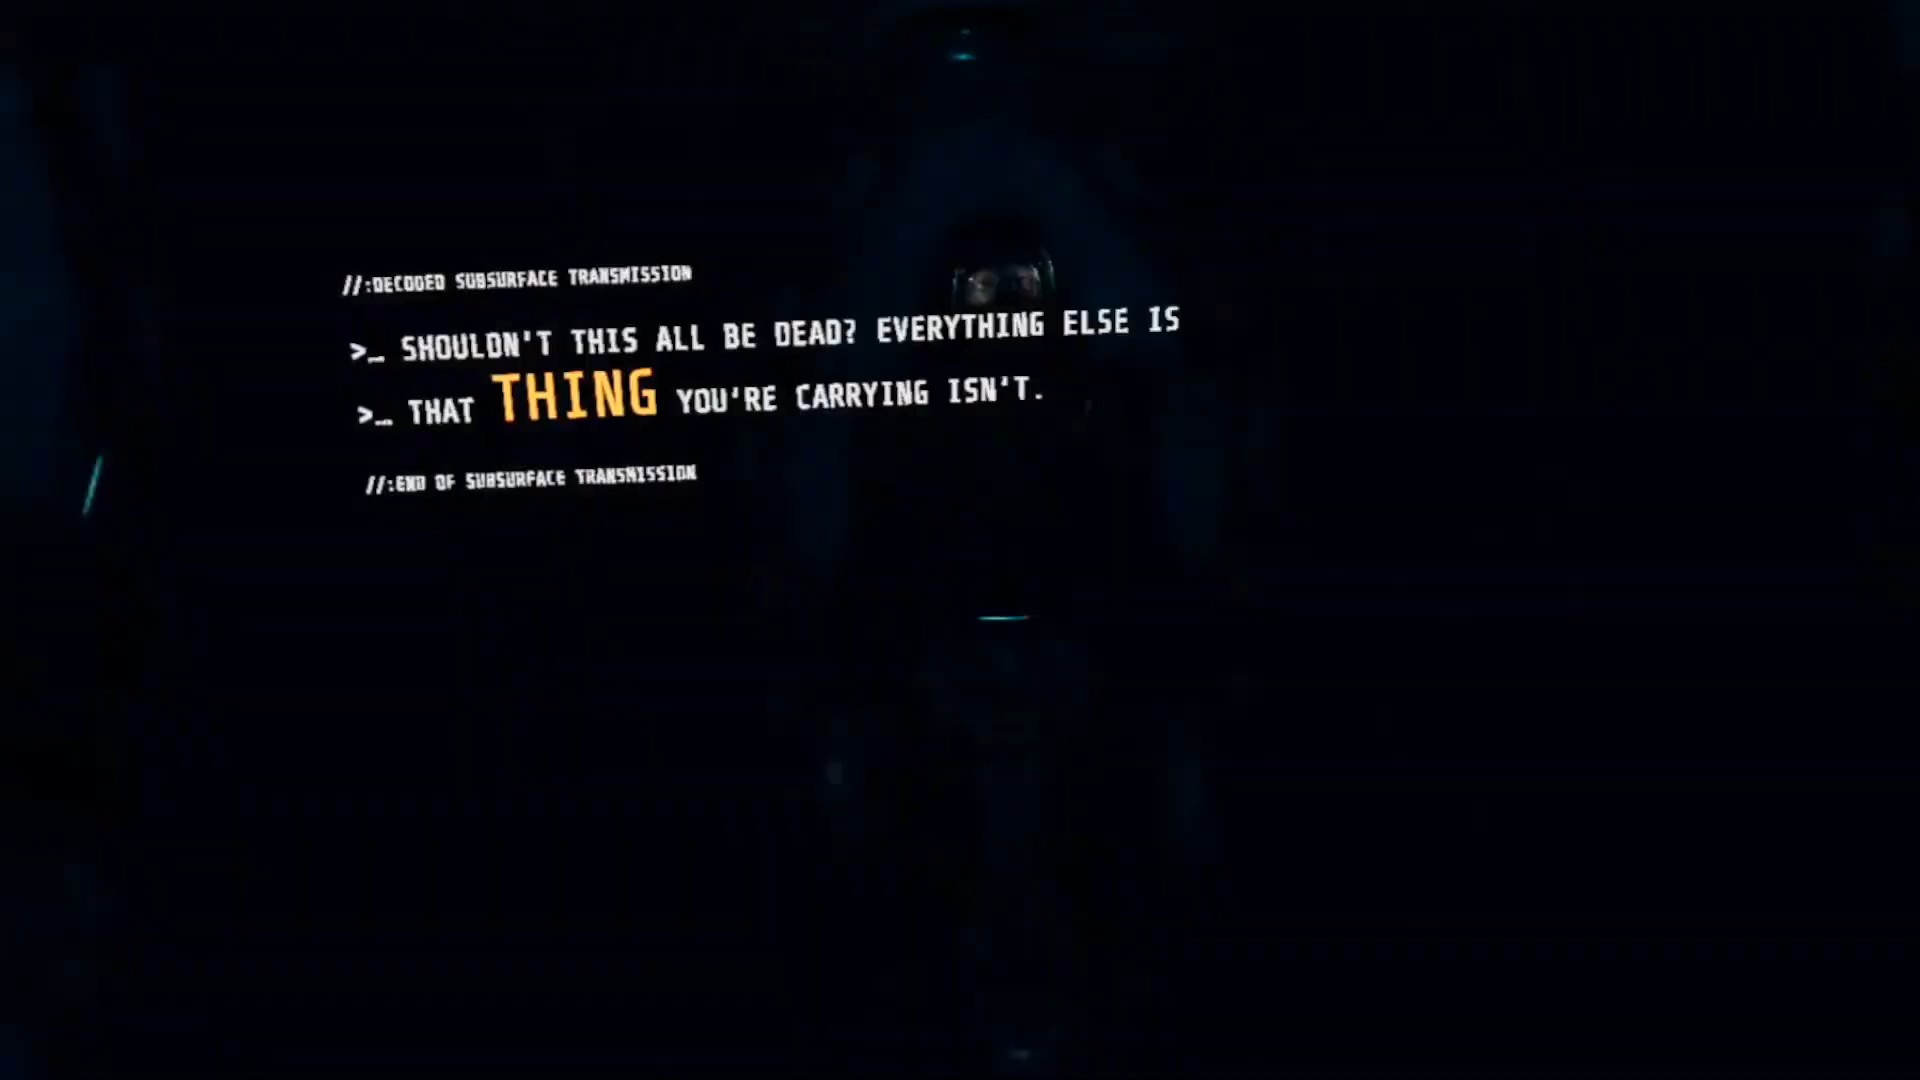 //:DECODED SUBSURFACE TRANSMISSION
>_ SHOULDN'T THIS ALL BE DEAD? EVERYTHING ELSE IS
>_ THAT THING YOU'RE CARRYING ISN'T.
//:END OF SUBSURFACE TRANSMISSION